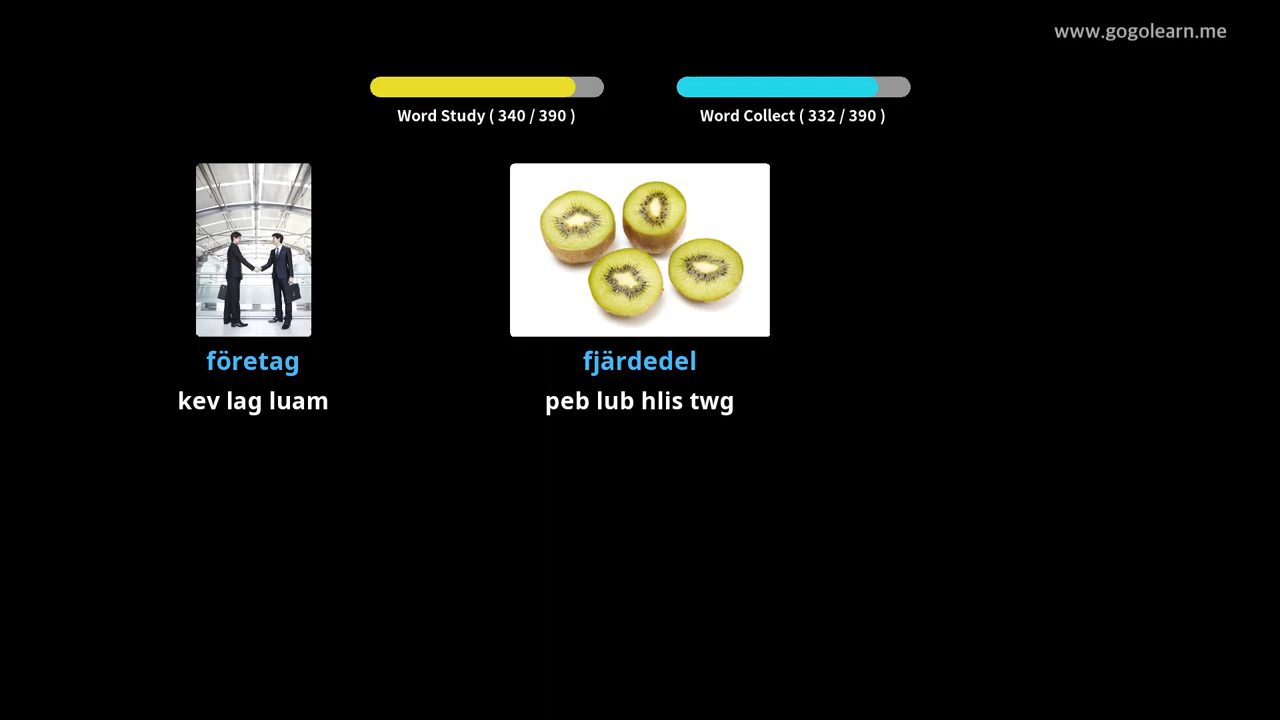 www.gogolearn.me
Word Study ( 340 / 390 )
Word Collect ( 332 / 390 )
företag
fjärdedel
kev lag luam
peb lub hlis twg